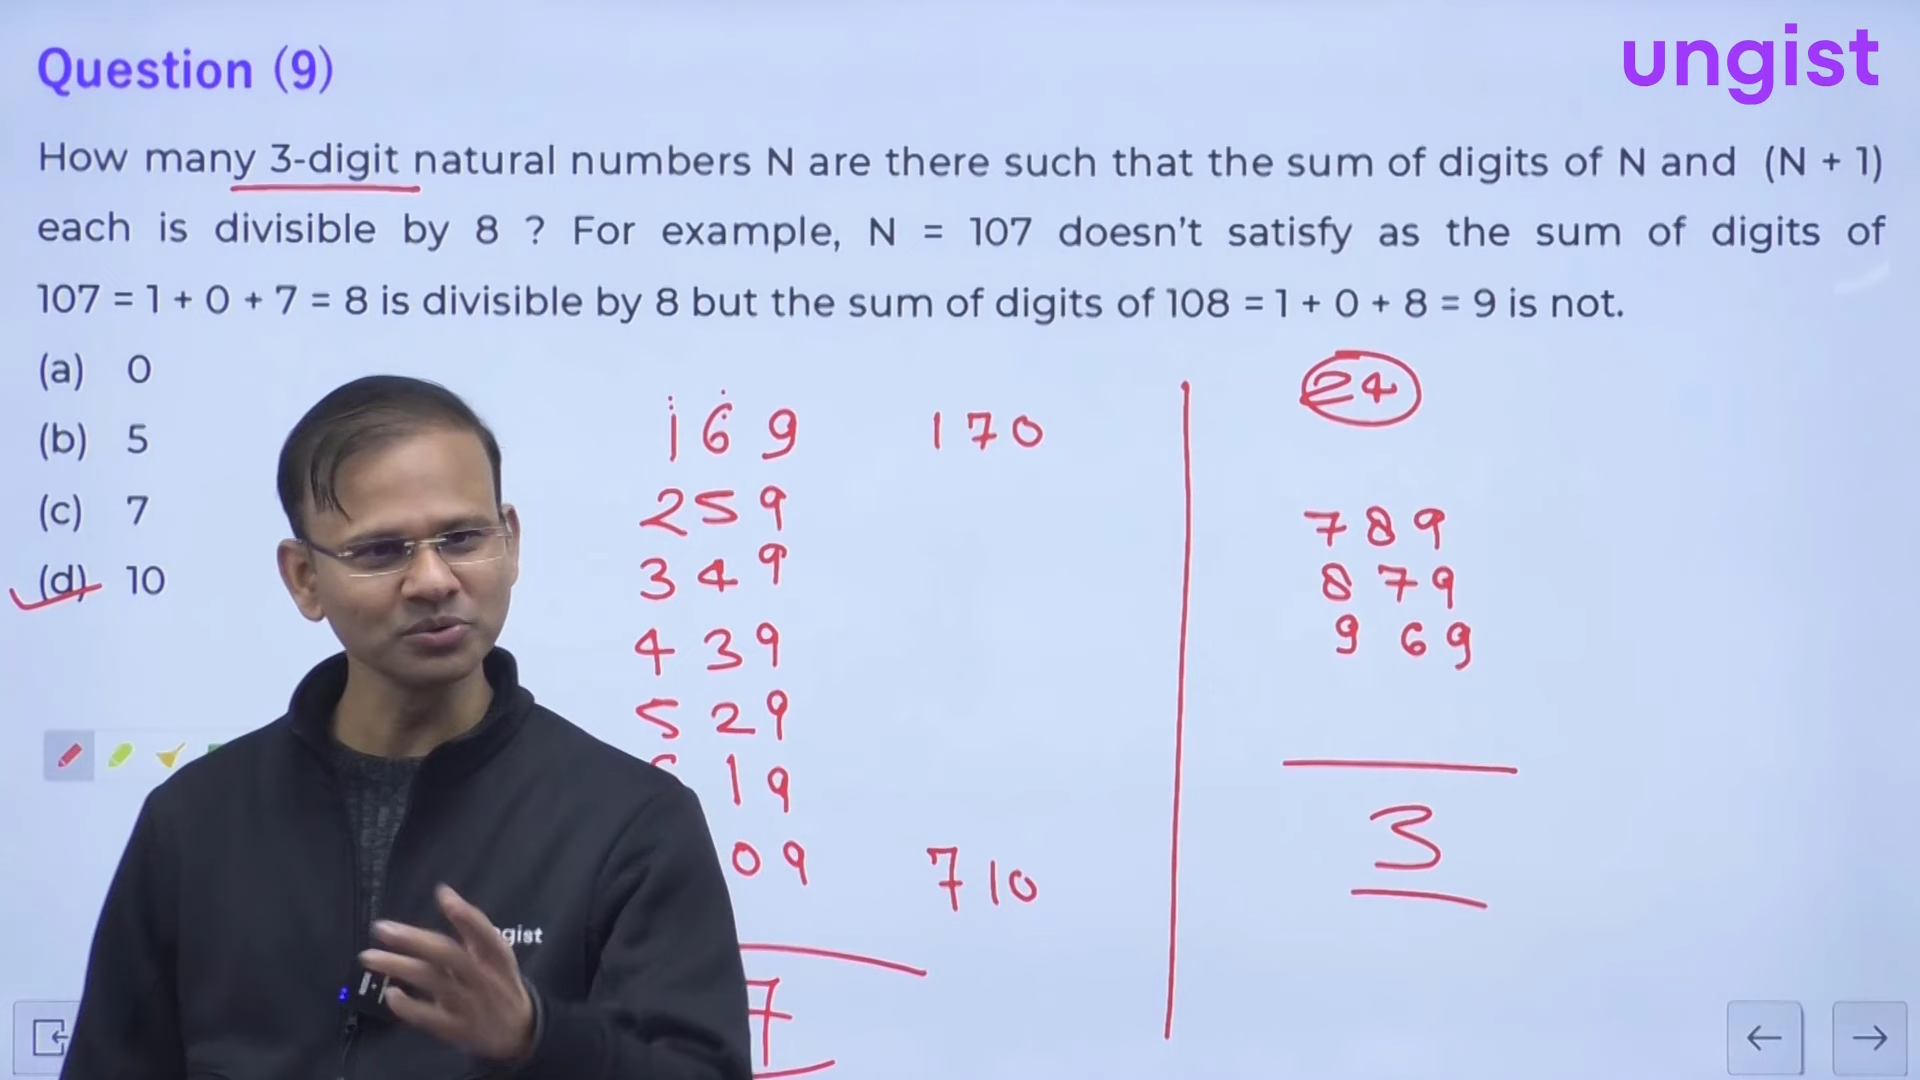 Question (9)
ungist
How many 3-digit natural numbers N are there such that the sum of digits of N and (N + 1)
each is divisible by 8 ? For example, N = 107 doesn't satisfy as the sum of digits of
107 = 1 + 0 + 7 = 8 is divisible by 8 but the sum of digits of 108 = 1 + 0 + 8 = 9 is not.
(a) 0
(b) 5
(c) 7
(d) 10
169 170
259
349
439
529
19
09 710
7
24
789
879
969
3
gist